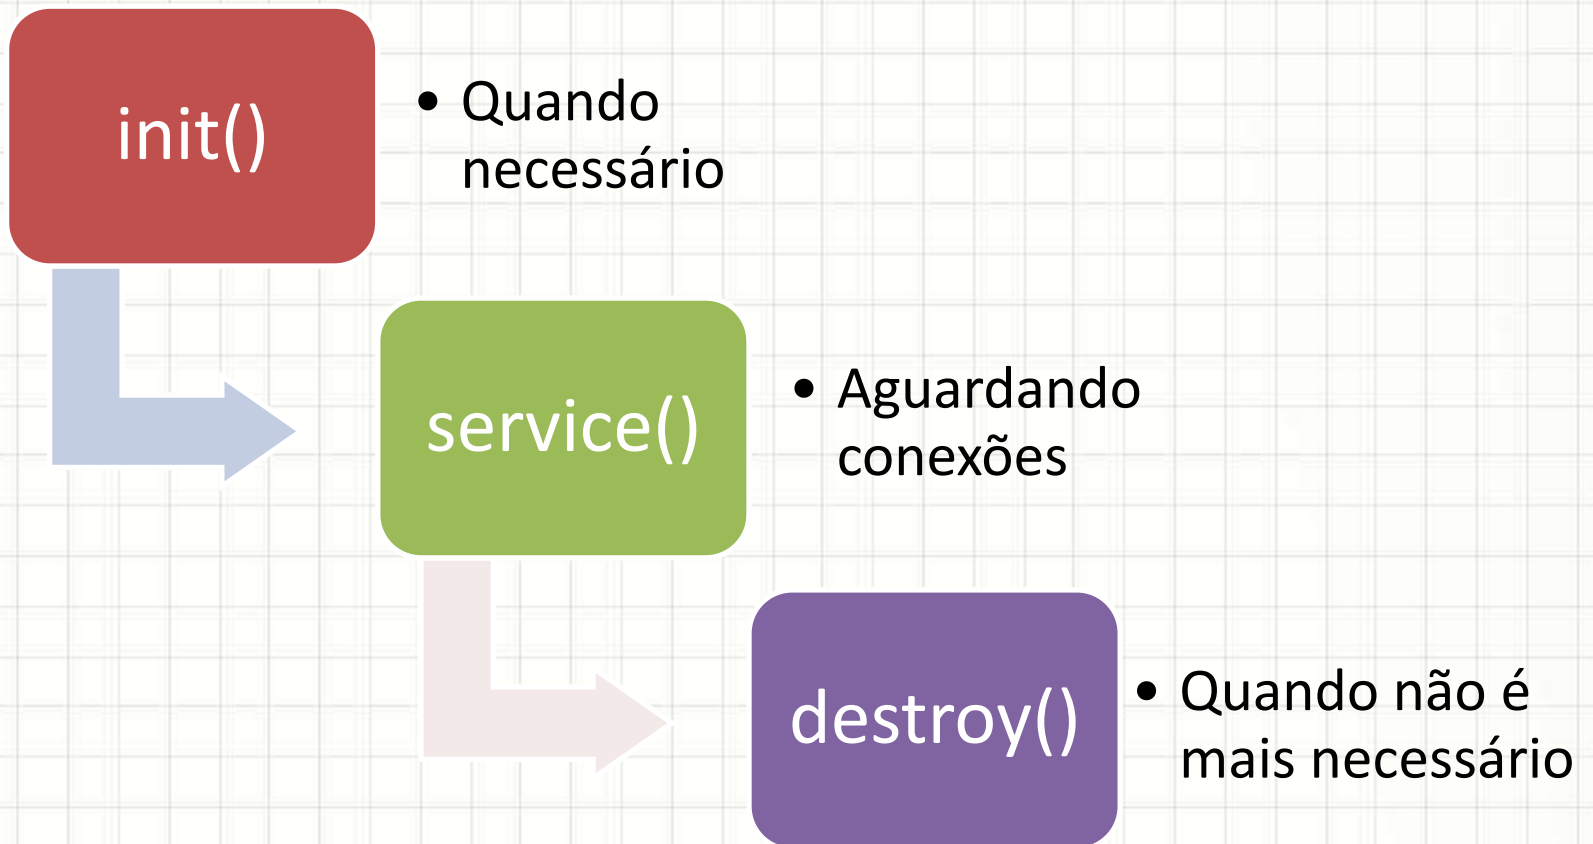 init()
• Quando
necessário
service()
• Aguardando
conexões
destroy()
• Quando não é
mais necessário